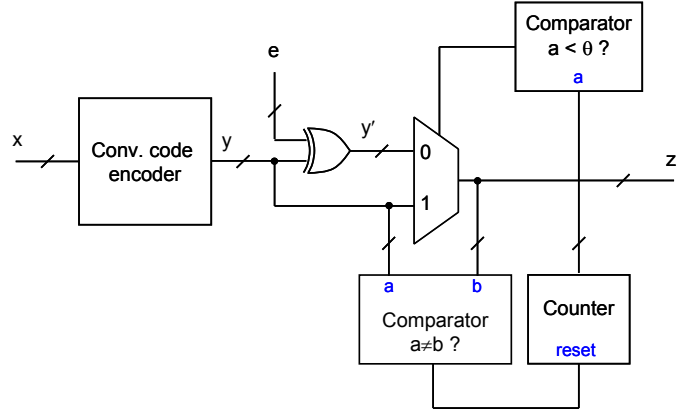 Comparator
a < θ ?
a
e
x
Conv. code
encoder
y
y′
0
1
z
a
b
Comparator
a≠b ?
Counter
reset